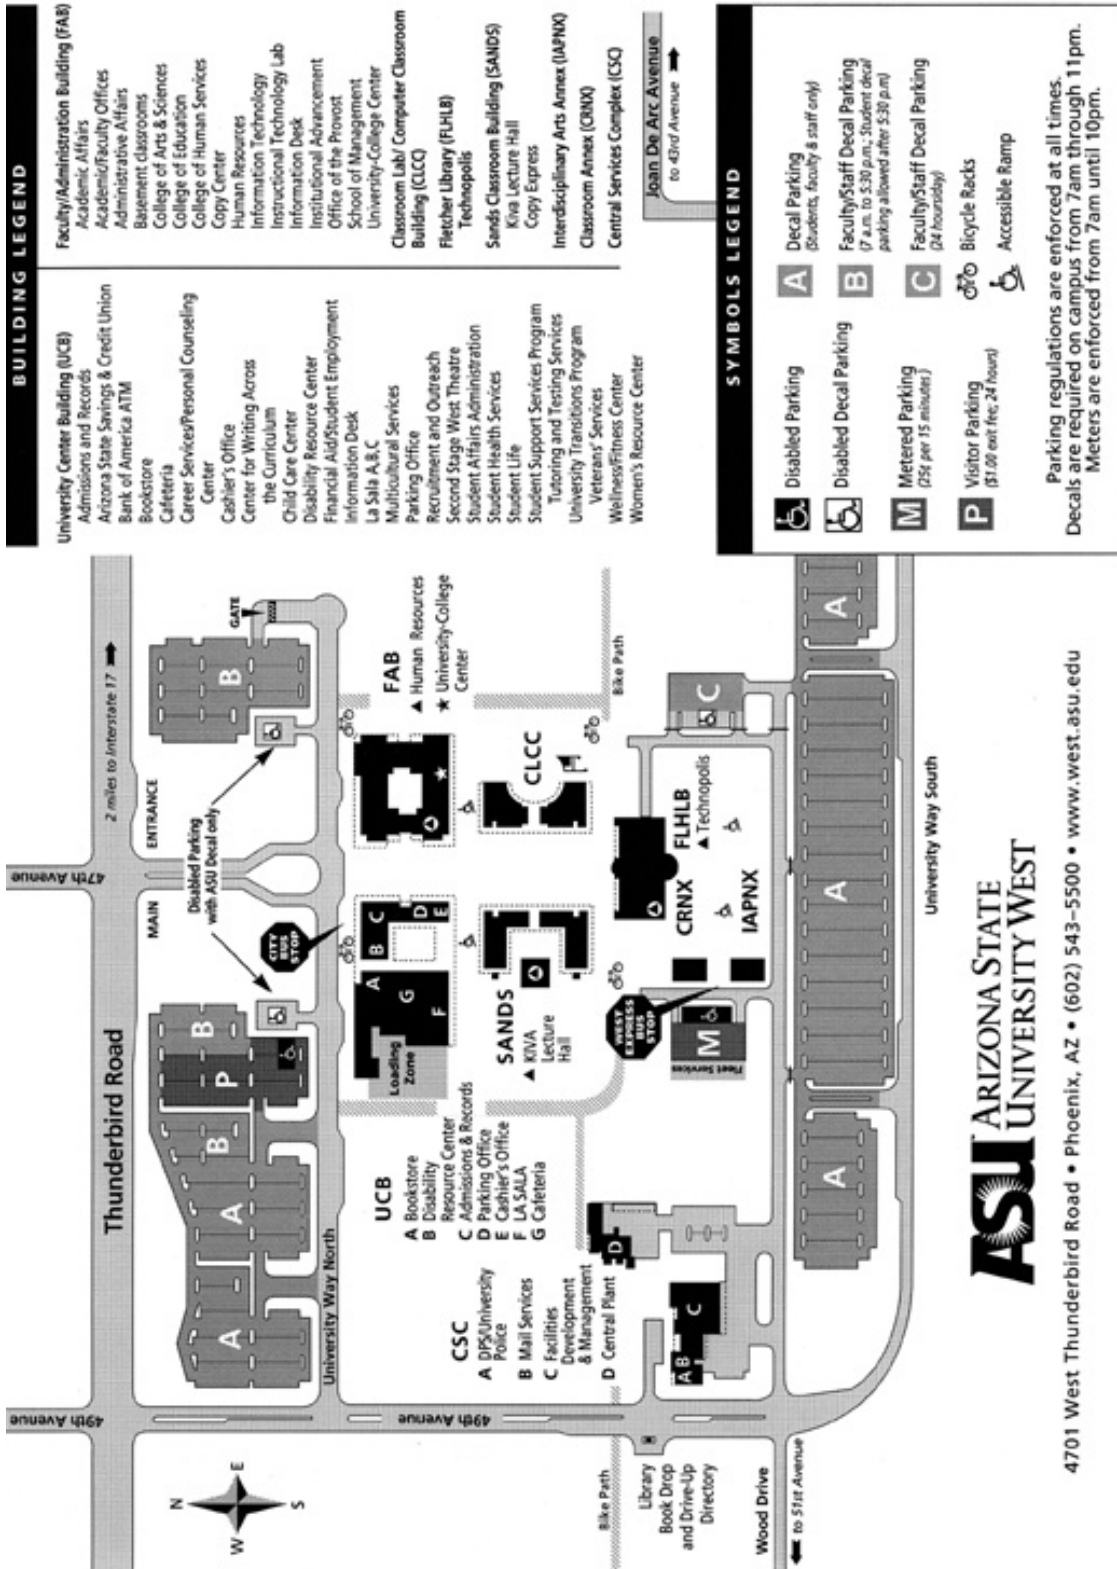 49th Avenue
47th Avenue
Thunderbird Road
2 miles to Interstate 17
MAIN
ENTRANCE
N
W
E
S
A
A
B
P
B
B
Disabled Parking
with ASU Decal only
GATE
University Way North
CITY
BUS
STOP
49th Avenue
Loading
Zone
A
B
C
D
E
F
G
UCB
A Bookstore
B Disability
Resource Center
C Admissions & Records
D Parking Office
E Cashier's Office
F LA SALA
G Cafeteria
FAB
▲ Human Resources
★ University-College
Center
CSC
A DPS/University
Police
B Mail Services
C Facilities
Development
& Management
D Central Plant
SANDS
▲ KIVA
Lecture
Hall
CLCC
Bike Path
Bike Path
Library
Book Drop
and Drive-Up
Directory
D
A
B
C
WEST
EXPRESS
BUS
STOP
Fleet Services
M
CRNX
IAPNX
FLHLB
▲ Technopolis
C
Wood Drive
to 51st Avenue
A
A
A
University Way South
ASU ARIZONA STATE
UNIVERSITY WEST
4701 West Thunderbird Road • Phoenix, AZ • (602) 543-5500 • www.west.asu.edu
BUILDING LEGEND
University Center Building (UCB)
Admissions and Records
Arizona State Savings & Credit Union
Bank of America ATM
Bookstore
Cafeteria
Career Services/Personal Counseling
Center
Cashier's Office
Center for Writing Across
the Curriculum
Child Care Center
Disability Resource Center
Financial Aid/Student Employment
Information Desk
La Sala A,B,C
Multicultural Services
Parking Office
Recruitment and Outreach
Second Stage West Theatre
Student Affairs Administration
Student Health Services
Student Life
Student Support Services Program
Tutoring and Testing Services
University Transitions Program
Veterans' Services
Wellness/Fitness Center
Women's Resource Center
Faculty/Administration Building (FAB)
Academic Affairs
Academic/Faculty Offices
Administrative Affairs
Basement classrooms
College of Arts & Sciences
College of Education
College of Human Services
Copy Center
Human Resources
Information Technology
Instructional Technology Lab
Information Desk
Institutional Advancement
Office of the Provost
School of Management
University-College Center
Classroom Lab/ Computer Classroom
Building (CLCC)
Fletcher Library (FLHLB)
Technopolis
Sands Classroom Building (SANDS)
Kiva Lecture Hall
Copy Express
Interdisciplinary Arts Annex (IAPNX)
Classroom Annex (CRNX)
Central Services Complex (CSC)
Joan De Arc Avenue
to 43rd Avenue
SYMBOLS LEGEND
Disabled Parking
Disabled Decal Parking
M Metered Parking
(25¢ per 15 minutes)
P Visitor Parking
($1.00 exit fee; 24 hours)
A Decal Parking
(Students, faculty & staff only)
B Faculty/Staff Decal Parking
(7 a.m. to 5:30 p.m.; Student decal
parking allowed after 5:30 p.m)
C Faculty/Staff Decal Parking
(24 hours/day)
Bicycle Racks
Accessible Ramp
Parking regulations are enforced at all times.
Decals are required on campus from 7am through 11pm.
Meters are enforced from 7am until 10pm.